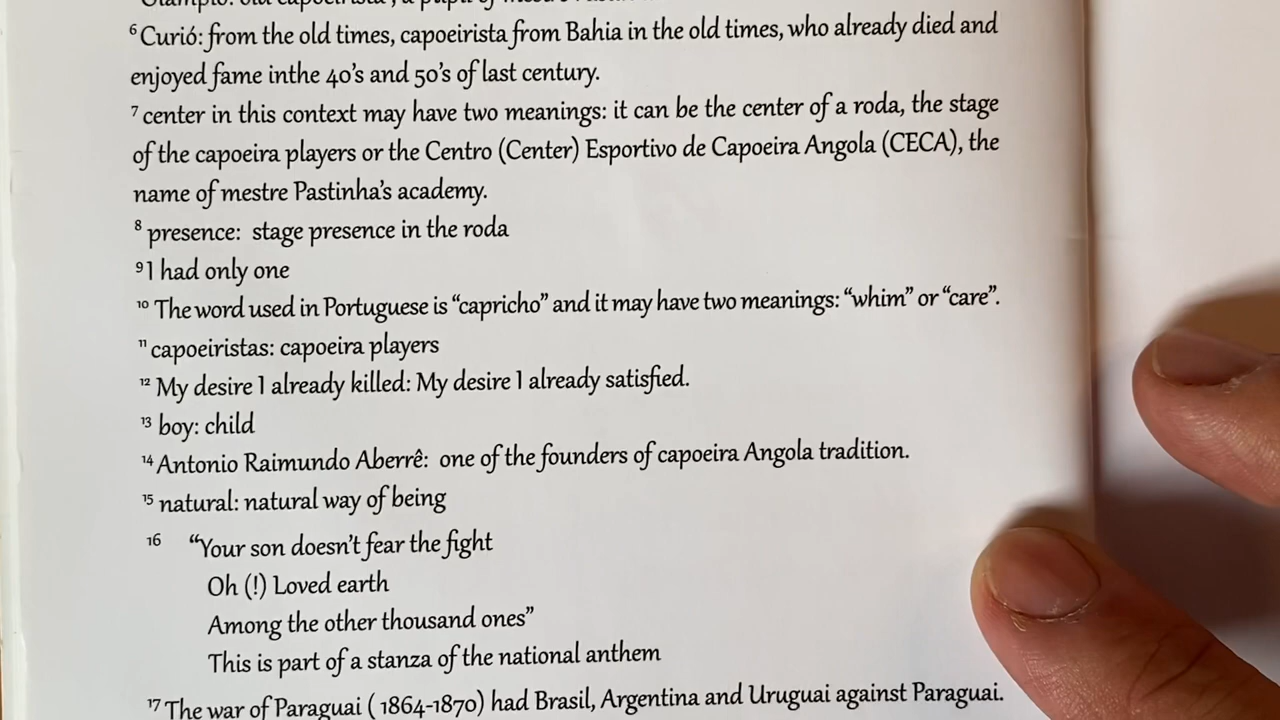 Olampio: old capoeirista, a pupil of mestre
⁶ Curió: from the old times, capoeirista from Bahia in the old times, who already died and
enjoyed fame inthe 40's and 50's of last century.
⁷ center in this context may have two meanings: it can be the center of a roda, the stage
of the capoeira players or the Centro (Center) Esportivo de Capoeira Angola (CECA), the
name of mestre Pastinha's academy.
⁸ presence: stage presence in the roda
⁹ I had only one
¹⁰ The word used in Portuguese is “capricho” and it may have two meanings: “whim” or “care”.
¹¹ capoeiristas: capoeira players
¹² My desire I already killed: My desire I already satisfied.
¹³ boy: child
¹⁴ Antonio Raimundo Aberrê: one of the founders of capoeira Angola tradition.
¹⁵ natural: natural way of being
¹⁶ “Your son doesn't fear the fight
Oh (!) Loved earth
Among the other thousand ones”
This is part of a stanza of the national anthem
¹⁷ The war of Paraguai ( 1864-1870) had Brasil, Argentina and Uruguai against Paraguai.